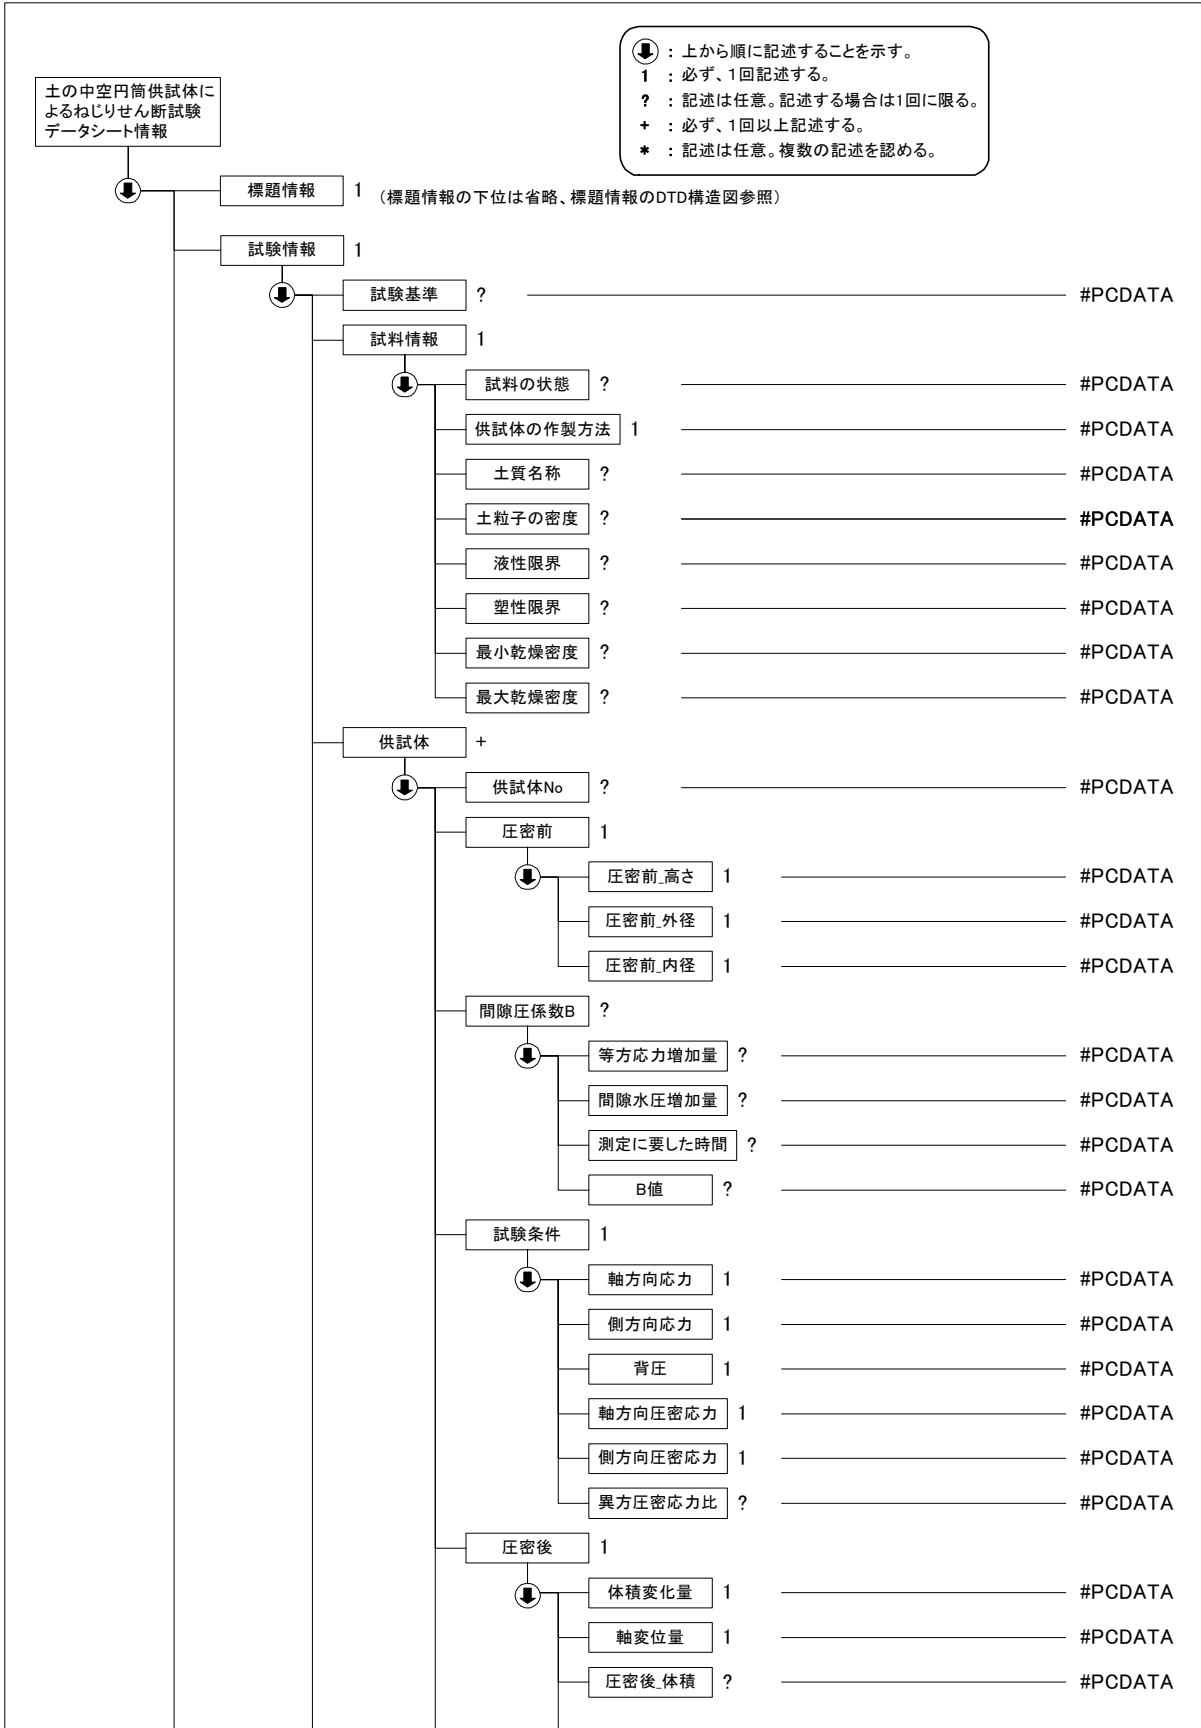 ：上から順に記述することを示す。
1 ：必ず、1回記述する。
? ：記述は任意。記述する場合は1回に限る。
+ ：必ず、1回以上記述する。
* ：記述は任意。複数の記述を認める。
土の中空円筒供試体に
よるねじりせん断試験
データシート情報
標題情報 1 （標題情報の下位は省略、標題情報のDTD構造図参照）
試験情報 1
試験基準 ? #PCDATA
試料情報 1
試料の状態 ? #PCDATA
供試体の作製方法 1 #PCDATA
土質名称 ? #PCDATA
土粒子の密度 ? #PCDATA
液性限界 ? #PCDATA
塑性限界 ? #PCDATA
最小乾燥密度 ? #PCDATA
最大乾燥密度 ? #PCDATA
供試体 +
供試体No ? #PCDATA
圧密前 1
圧密前_高さ 1 #PCDATA
圧密前_外径 1 #PCDATA
圧密前_内径 1 #PCDATA
間隙圧係数B ?
等方応力増加量 ? #PCDATA
間隙水圧増加量 ? #PCDATA
測定に要した時間 ? #PCDATA
B値 ? #PCDATA
試験条件 1
軸方向応力 1 #PCDATA
側方向応力 1 #PCDATA
背圧 1 #PCDATA
軸方向圧密応力 1 #PCDATA
側方向圧密応力 1 #PCDATA
異方圧密応力比 ? #PCDATA
圧密後 1
体積変化量 1 #PCDATA
軸変位量 1 #PCDATA
圧密後_体積 ? #PCDATA